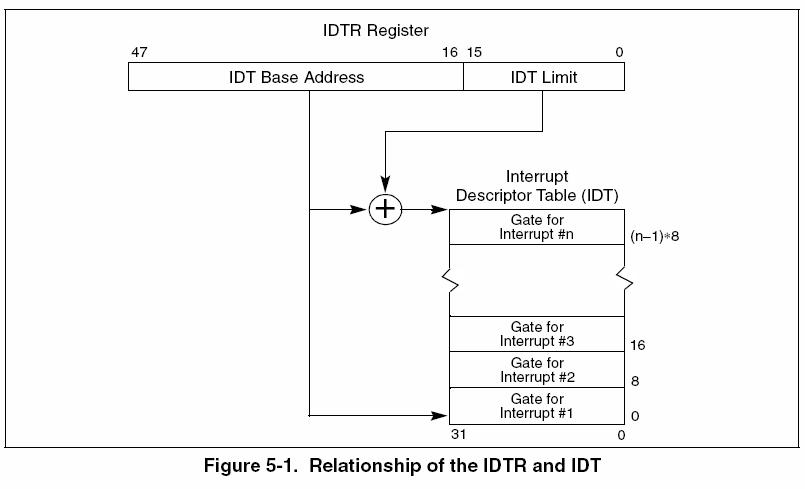 IDTR Register
47 16 15 0
IDT Base Address IDT Limit
+
Interrupt
Descriptor Table (IDT)
Gate for
Interrupt #n
(n–1)∗8
Gate for
Interrupt #3
16
Gate for
Interrupt #2
8
Gate for
Interrupt #1
0
31 0
Figure 5-1. Relationship of the IDTR and IDT